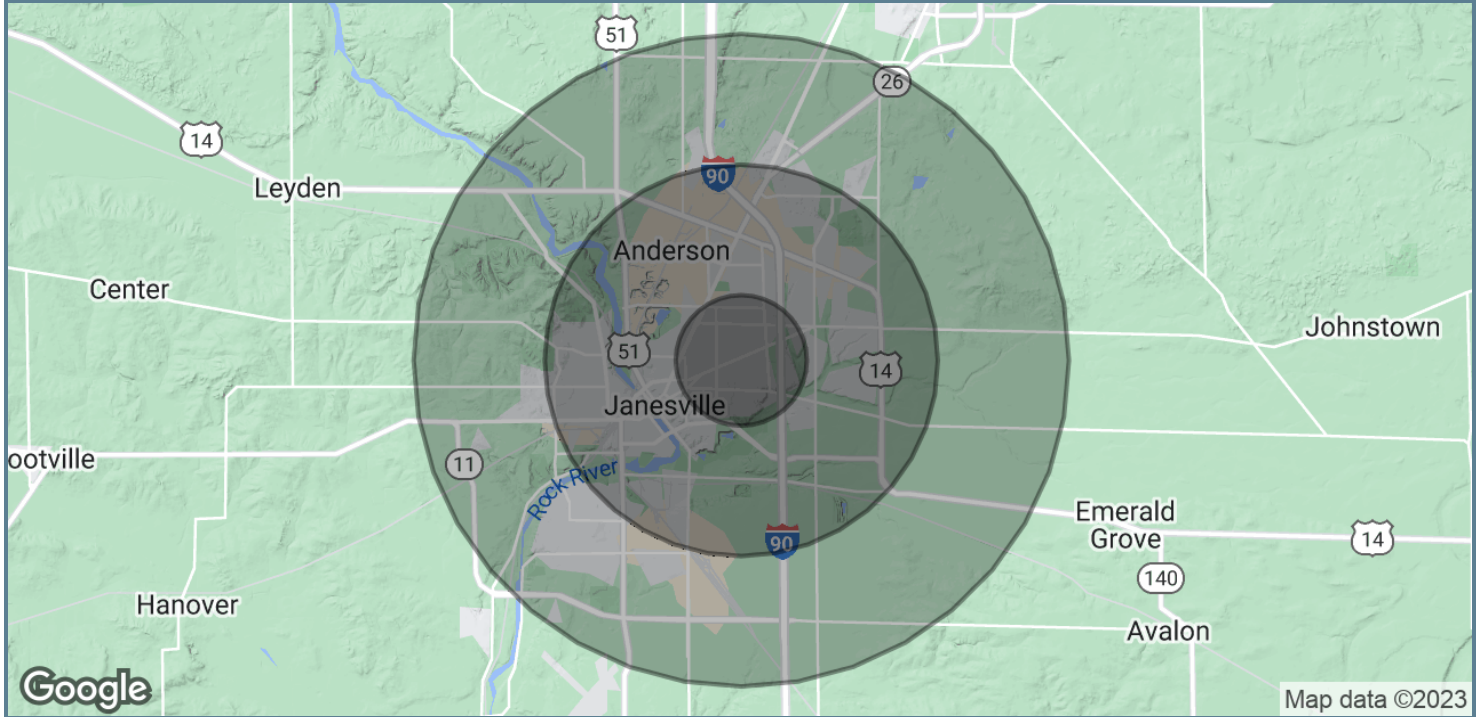 51
26
14
90
Leyden
Anderson
Center
Johnstown
51
14
Janesville
ootville
11
Rock River
Emerald
Grove
90
14
140
Hanover
Avalon
Google
Map data ©2023